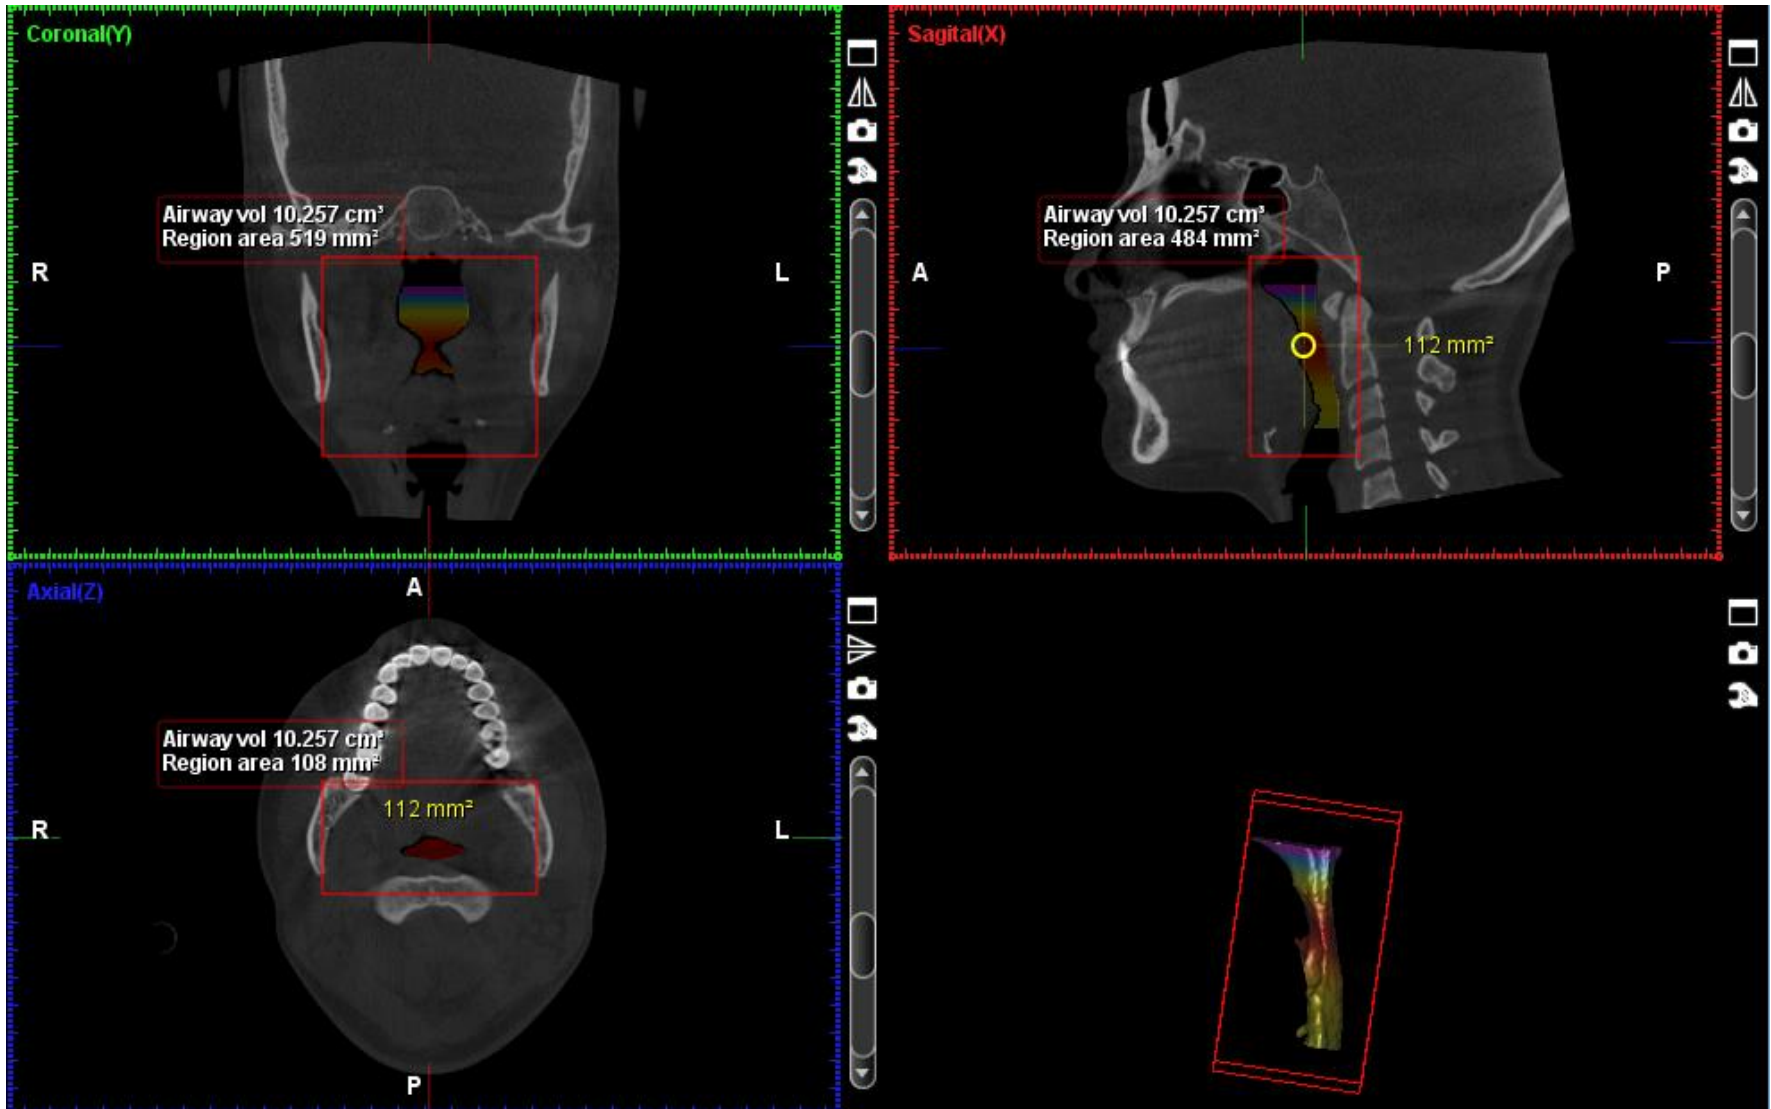 Coronal(Y)
Airway vol 10.257 cm³
Region area 519 mm²
R
L
Sagital(X)
Airway vol 10.257 cm³
Region area 484 mm²
A
P
112 mm²
Axial(Z)
A
Airway vol 10.257 cm³
Region area 108 mm²
112 mm²
R
L
P